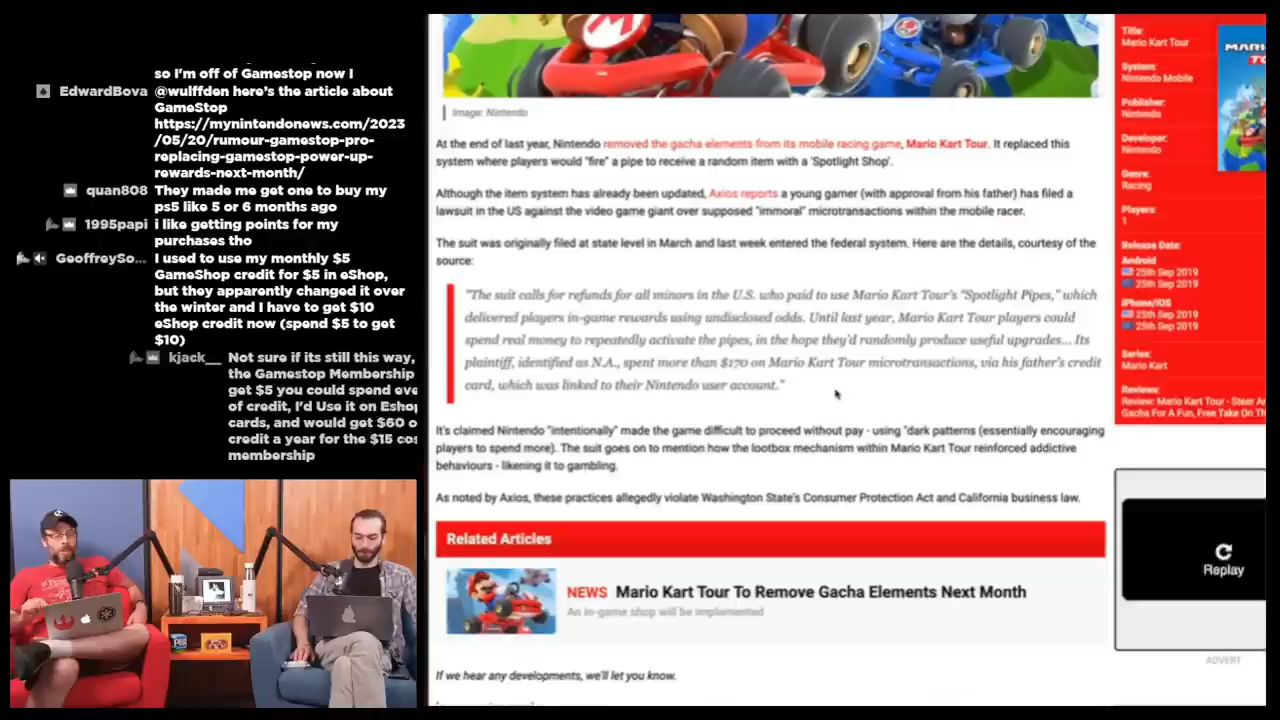 so I'm off of Gamestop now I
EdwardBova @wulffden here's the article about
GameStop
https://mynintendonews.com/2023
/05/20/rumour-gamestop-pro-
replacing-gamestop-power-up-
rewards-next-month/
quan808 They made me get one to buy my
ps5 like 5 or 6 months ago
1995papi i llke getting points for my
purchases tho
GeoffreySo... I used to use my monthly $5
GameShop credit for $5 in eShop,
but they apparently changed it over
the winter and I have to get $10
eShop credit now (spend $5 to get
$10)
kjack__ Not sure if its still this way,
the Gamestop Membership
get $5 you could spend eve
of credit, I'd Use it on Eshop
cards, and would get $60 o
credit a year for the $15 cos
membership
Image: Nintendo
At the end of last year, Nintendo removed the gacha elements from its mobile racing game, Mario Kart Tour. It replaced this
system where players would "fire" a pipe to receive a random item with a 'Spotlight Shop'.
Although the item system has already been updated, Axios reports a young gamer (with approval from his father) has filed a
lawsuit in the US against the video game giant over supposed "immoral" microtransactions within the mobile racer.
The suit was originally filed at state level in March and last week entered the federal system. Here are the details, courtesy of the
source:
"The suit calls for refunds for all minors in the U.S. who paid to use Mario Kart Tour's "Spotlight Pipes," which
delivered players in-game rewards using undisclosed odds. Until last year, Mario Kart Tour players could
spend real money to repeatedly activate the pipes, in the hope they'd randomly produce useful upgrades... Its
plaintiff, identified as N.A., spent more than $170 on Mario Kart Tour microtransactions, via his father's credit
card, which was linked to their Nintendo user account."
It's claimed Nintendo "intentionally" made the game difficult to proceed without pay - using "dark patterns (essentially encouraging
players to spend more). The suit goes on to mention how the lootbox mechanism within Mario Kart Tour reinforced addictive
behaviours - likening it to gambling.
As noted by Axios, these practices allegedly violate Washington State's Consumer Protection Act and California business law.
Related Articles
NEWS Mario Kart Tour To Remove Gacha Elements Next Month
An in-game shop will be implemented
If we hear any developments, we'll let you know.
Title:
Mario Kart Tour
System:
Nintendo Mobile
Publisher:
Nintendo
Developer:
Nintendo
Genre:
Racing
Players:
1
Release Date:
Android
25th Sep 2019
25th Sep 2019
iPhone/iOS
25th Sep 2019
25th Sep 2019
Series:
Mario Kart
Reviews:
Review: Mario Kart Tour - Steer Ar
Gacha For A Fun, Free Take On Th
MARIO
Replay
ADVERT